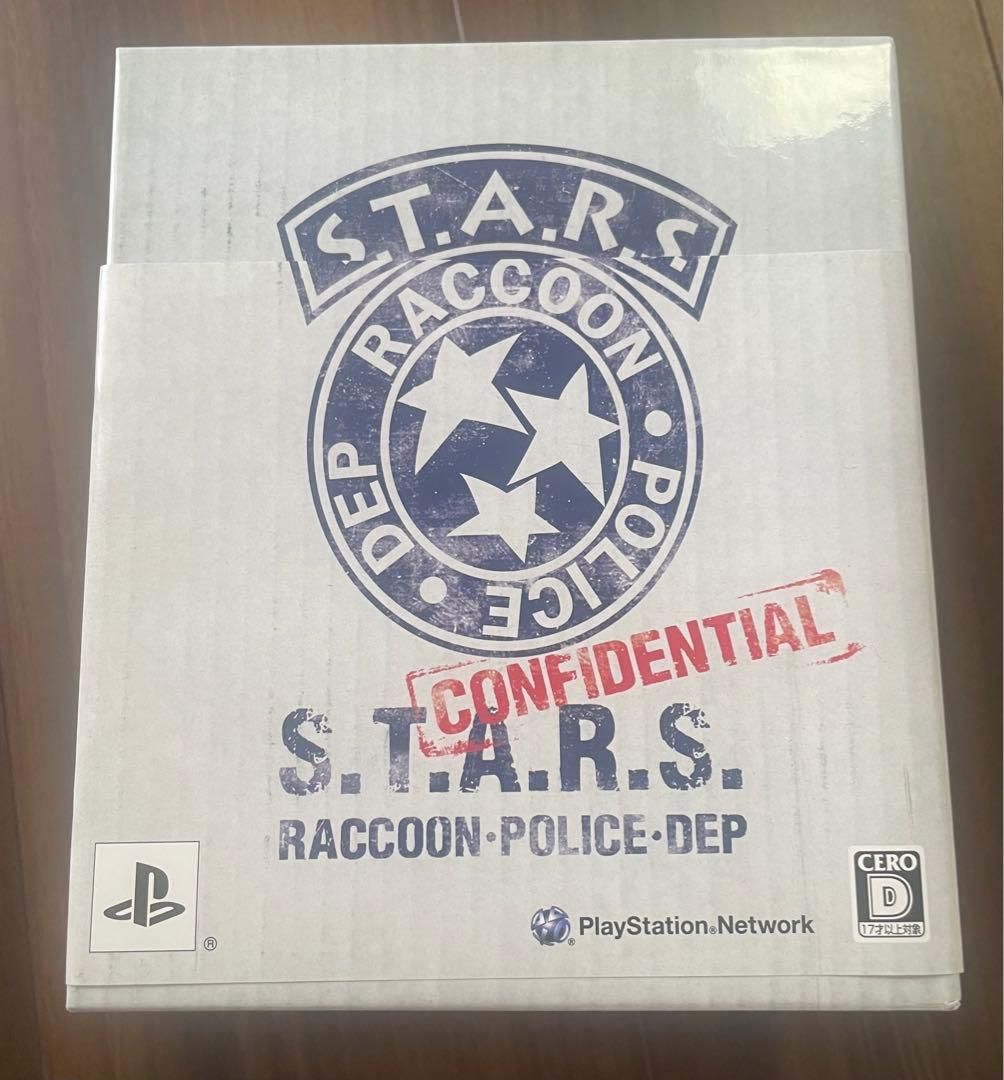 S.T.A.R.S.
RACCOON • POLICE • DEP
CONFIDENTIAL
S.T.A.R.S.
RACCOON•POLICE•DEP
®
PlayStation®Network
®
CERO
D
17才以上対象